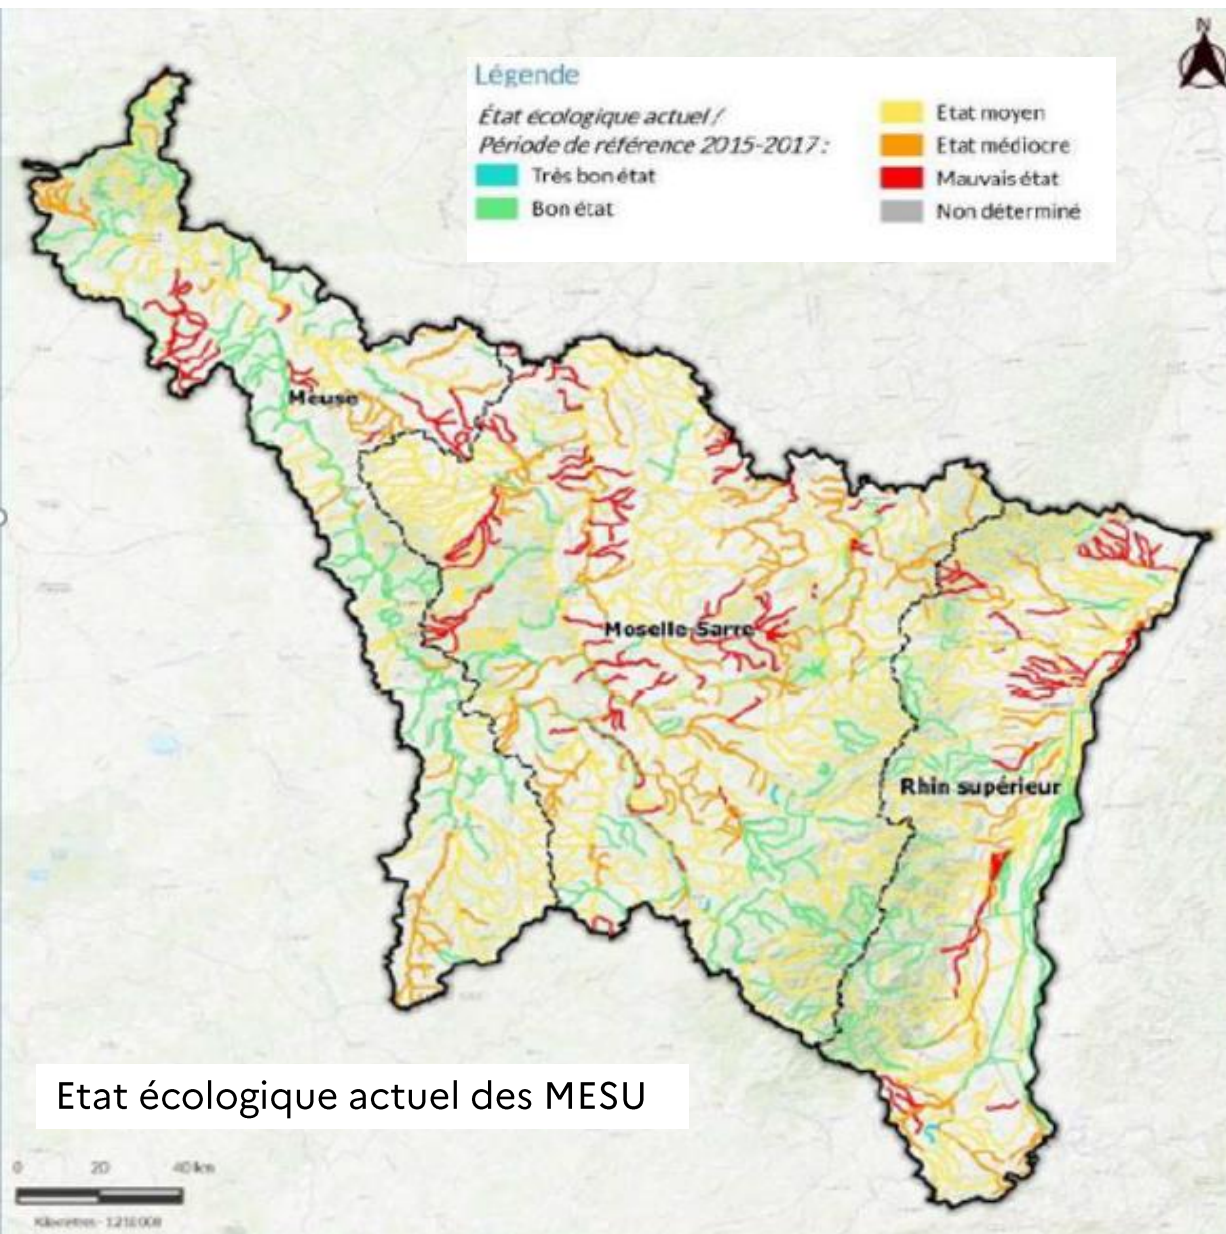 N
Légende
État écologique actuel /
Période de référence 2015-2017 :
Très bon état
Bon état
Etat moyen
Etat médiocre
Mauvais état
Non déterminé
Meuse
Moselle-Sarre
Rhin supérieur
Etat écologique actuel des MESU
0 20 40 km